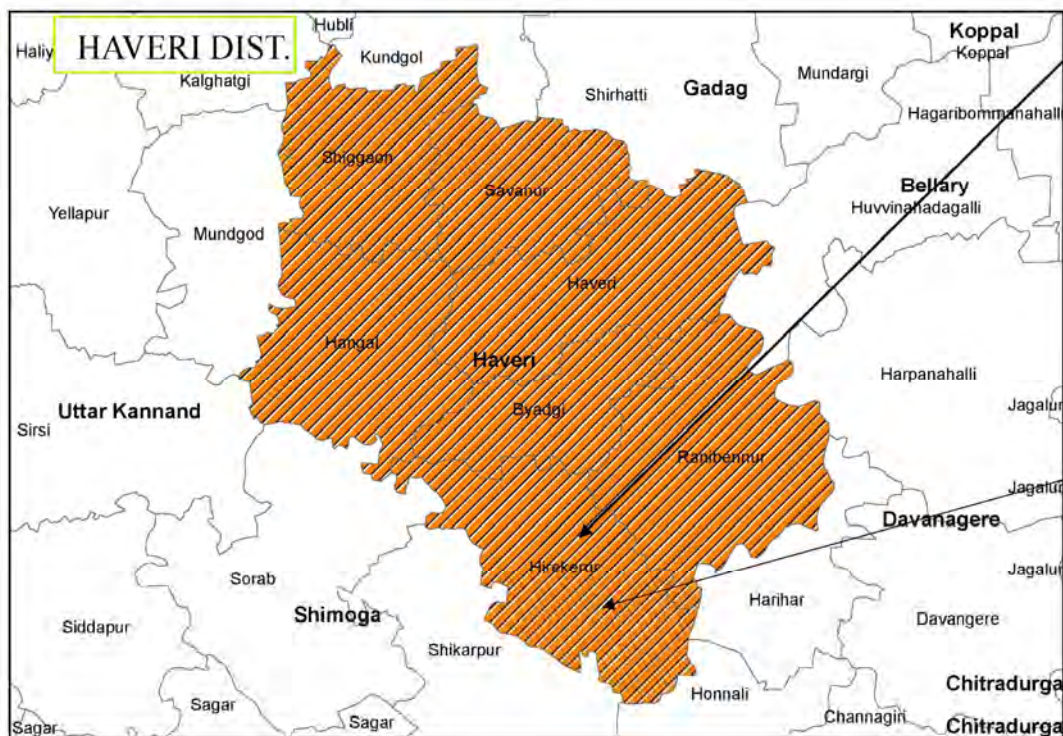 HAVERI DIST.
Hubli
Haliy
Kundgol
Kalghatgi
Koppal
Koppal
Mundargi
Shirhatti
Gadag
Hagaribommanahalli
Shiggaon
Savanur
Bellary
Huvvinahadagalli
Yellapur
Mundgod
Haveri
Hangal
Haveri
Harpanahalli
Byadgi
Jagalur
Uttar Kannand
Sirsi
Ranibennur
Jagalur
Davanagere
Hirekerur
Jagalur
Sorab
Harihar
Shimoga
Davangere
Siddapur
Shikarpur
Chitradurga
Honnali
Sagar
Channagiri
Sagar
Sagar
Chitradurga